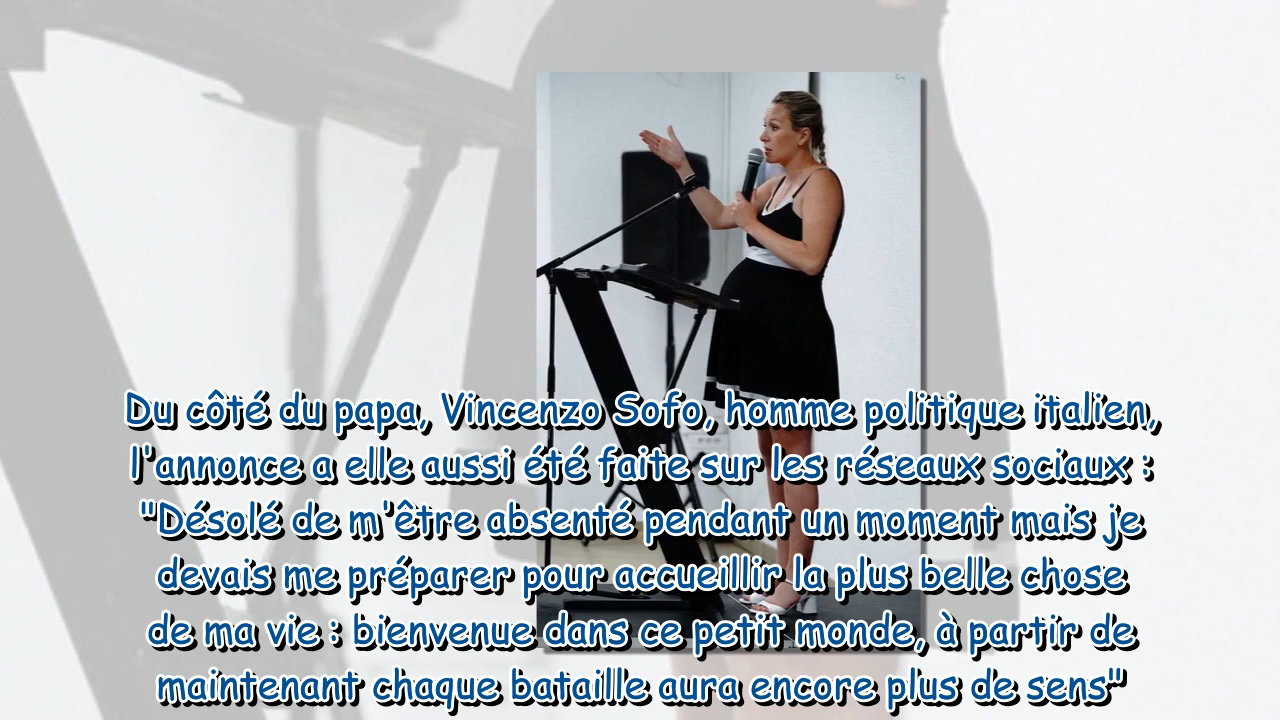 Du côté du papa, Vincenzo Sofo, homme politique italien,
l'annonce a elle aussi été faite sur les réseaux sociaux :
"Désolé de m'être absenté pendant un moment mais je
devais me préparer pour accueillir la plus belle chose
de ma vie : bienvenue dans ce petit monde, à partir de
maintenant chaque bataille aura encore plus de sens"